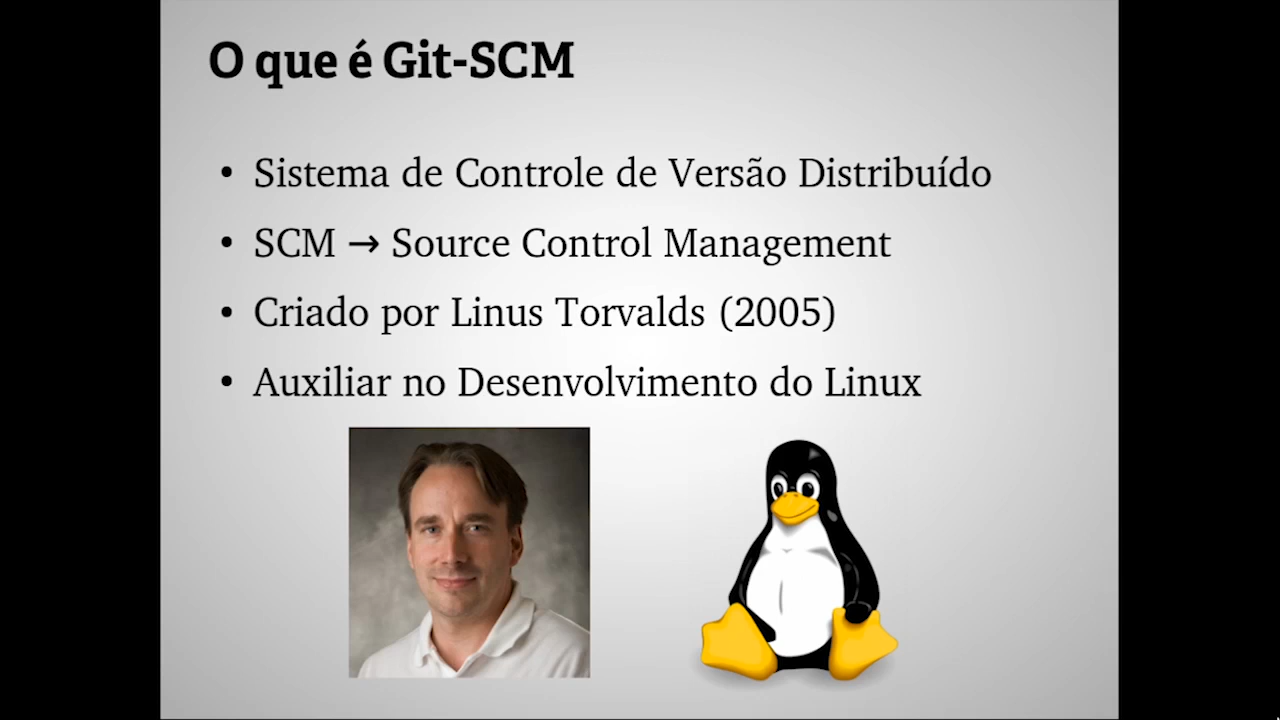 O que é Git-SCM
• Sistema de Controle de Versão Distribuído
• SCM → Source Control Management
• Criado por Linus Torvalds (2005)
• Auxiliar no Desenvolvimento do Linux